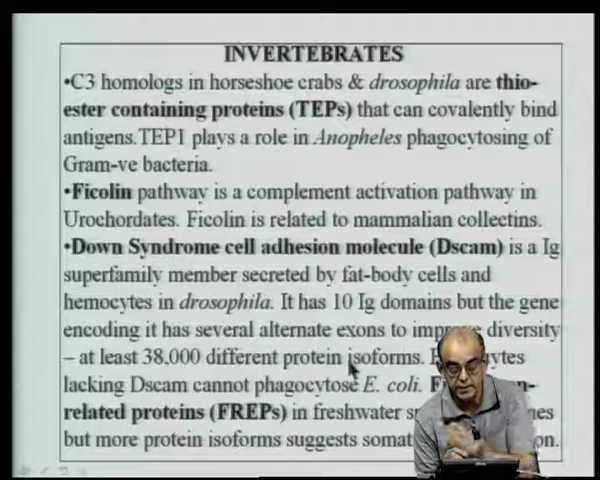 INVERTEBRATES
•C3 homologs in horseshoe crabs & drosophila are thio-
ester containing proteins (TEPs) that can covalently bind
antigens.TEP1 plays a role in Anopheles phagocytosing of
Gram-ve bacteria.
•Ficolin pathway is a complement activation pathway in
Urochordates. Ficolin is related to mammalian collectins.
•Down Syndrome cell adhesion molecule (Dscam) is a Ig
superfamily member secreted by fat-body cells and
hemocytes in drosophila. It has 10 Ig domains but the gene
encoding it has several alternate exons to improve diversity
– at least 38,000 different protein isoforms.
lacking Dscam cannot phagocytose E. coli.
related proteins (FREPs) in freshwater
but more protein isoforms suggests